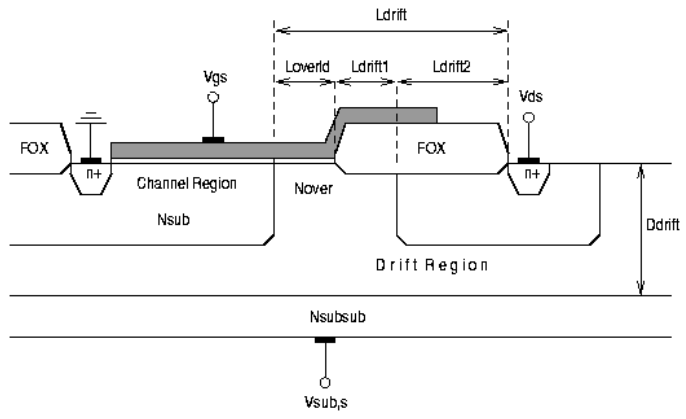 Ldrift
Loverld
Ldrift1
Ldrift2
Vgs
Vds
FOX
FOX
n+
n+
Channel Region
Nover
Nsub
Ddrift
Drift Region
Nsubsub
Vsub,s